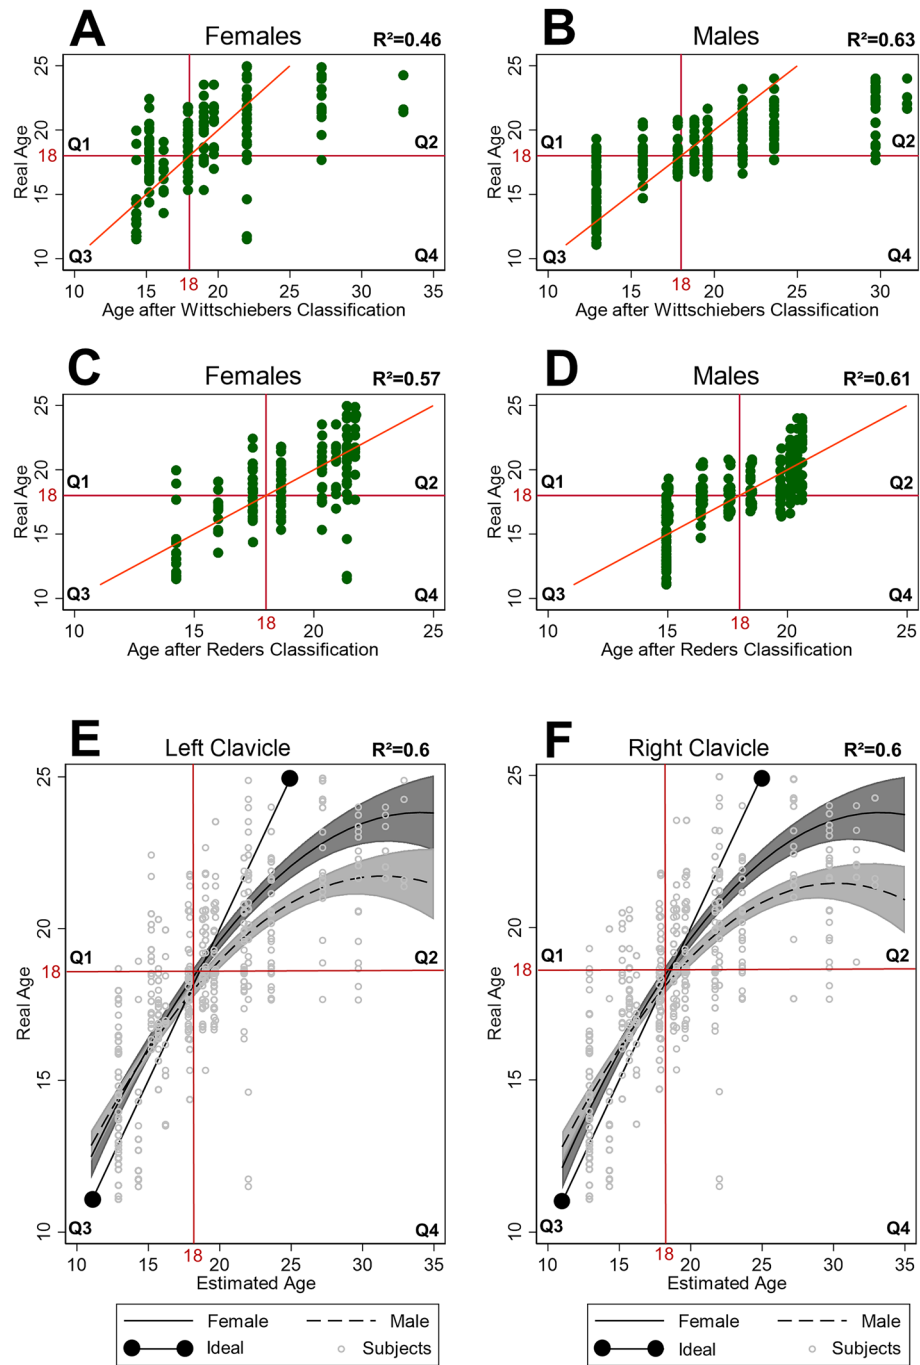 A Females R²=0.46
25
20
18
15
10
Real Age
Q1 Q2
Q3 Q4
10 15 18 20 25 30 35
Age after Wittschiebers Classification
B Males R²=0.63
25
20
18
15
10
Real Age
Q1 Q2
Q3 Q4
10 15 18 20 25 30
Age after Wittschiebers Classification
C Females R²=0.57
25
20
18
15
10
Real Age
Q1 Q2
Q3 Q4
10 15 18 20 25
Age after Reders Classification
D Males R²=0.61
25
20
18
15
10
Real Age
Q1 Q2
Q3 Q4
10 15 18 20 25
Age after Reders Classification
E Left Clavicle R²=0.6
25
20
18
15
10
Real Age
Q1 Q2
Q3 Q4
10 15 18 20 25 30 35
Estimated Age
Female Male
Ideal Subjects
F Right Clavicle R²=0.6
25
20
18
15
10
Real Age
Q1 Q2
Q3 Q4
10 15 18 20 25 30 35
Estimated Age
Female Male
Ideal Subjects